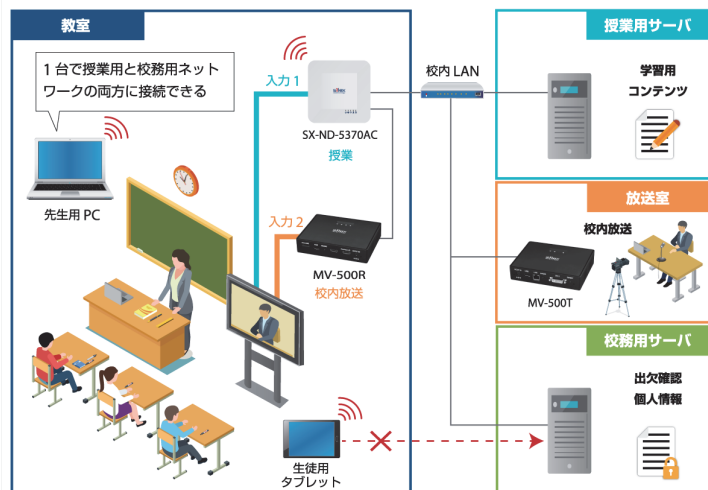 教室
1台で授業用と校務用ネット
ワークの両方に接続できる
先生用 PC
入力 1
SX-ND-5370AC
授業
入力 2
MV-500R
校内放送
生徒用
タブレット
校内 LAN
授業用サーバ
学習用
コンテンツ
放送室
校内放送
MV-500T
校務用サーバ
出欠確認
個人情報